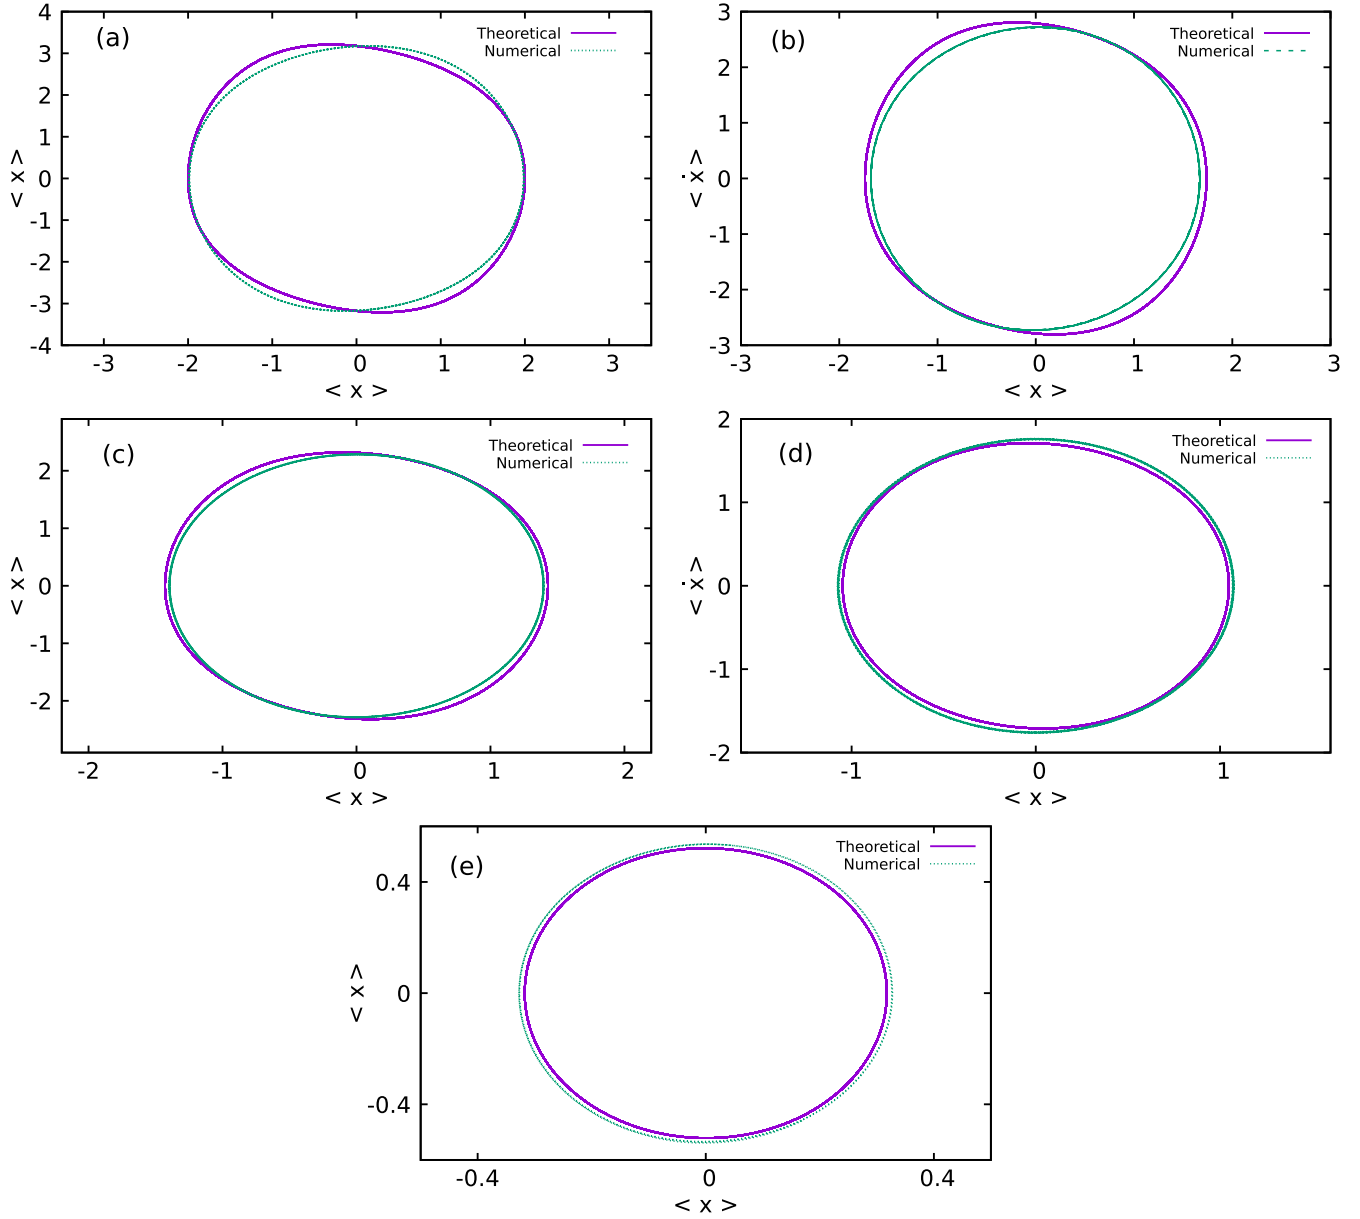 (a)
Theoretical
Numerical
4
3
2
1
0
-1
-2
-3
-4
< x >
-3
-2
-1
0
1
2
3
< x >
(b)
Theoretical
Numerical
3
2
1
0
-1
-2
-3
< ẋ >
-3
-2
-1
0
1
2
3
< x >
(c)
Theoretical
Numerical
2
1
0
-1
-2
< x >
-2
-1
0
1
2
< x >
(d)
Theoretical
Numerical
2
1
0
-1
-2
< ẋ >
-1
0
1
< x >
(e)
Theoretical
Numerical
0.4
0
-0.4
< x >
-0.4
0
0.4
< x >